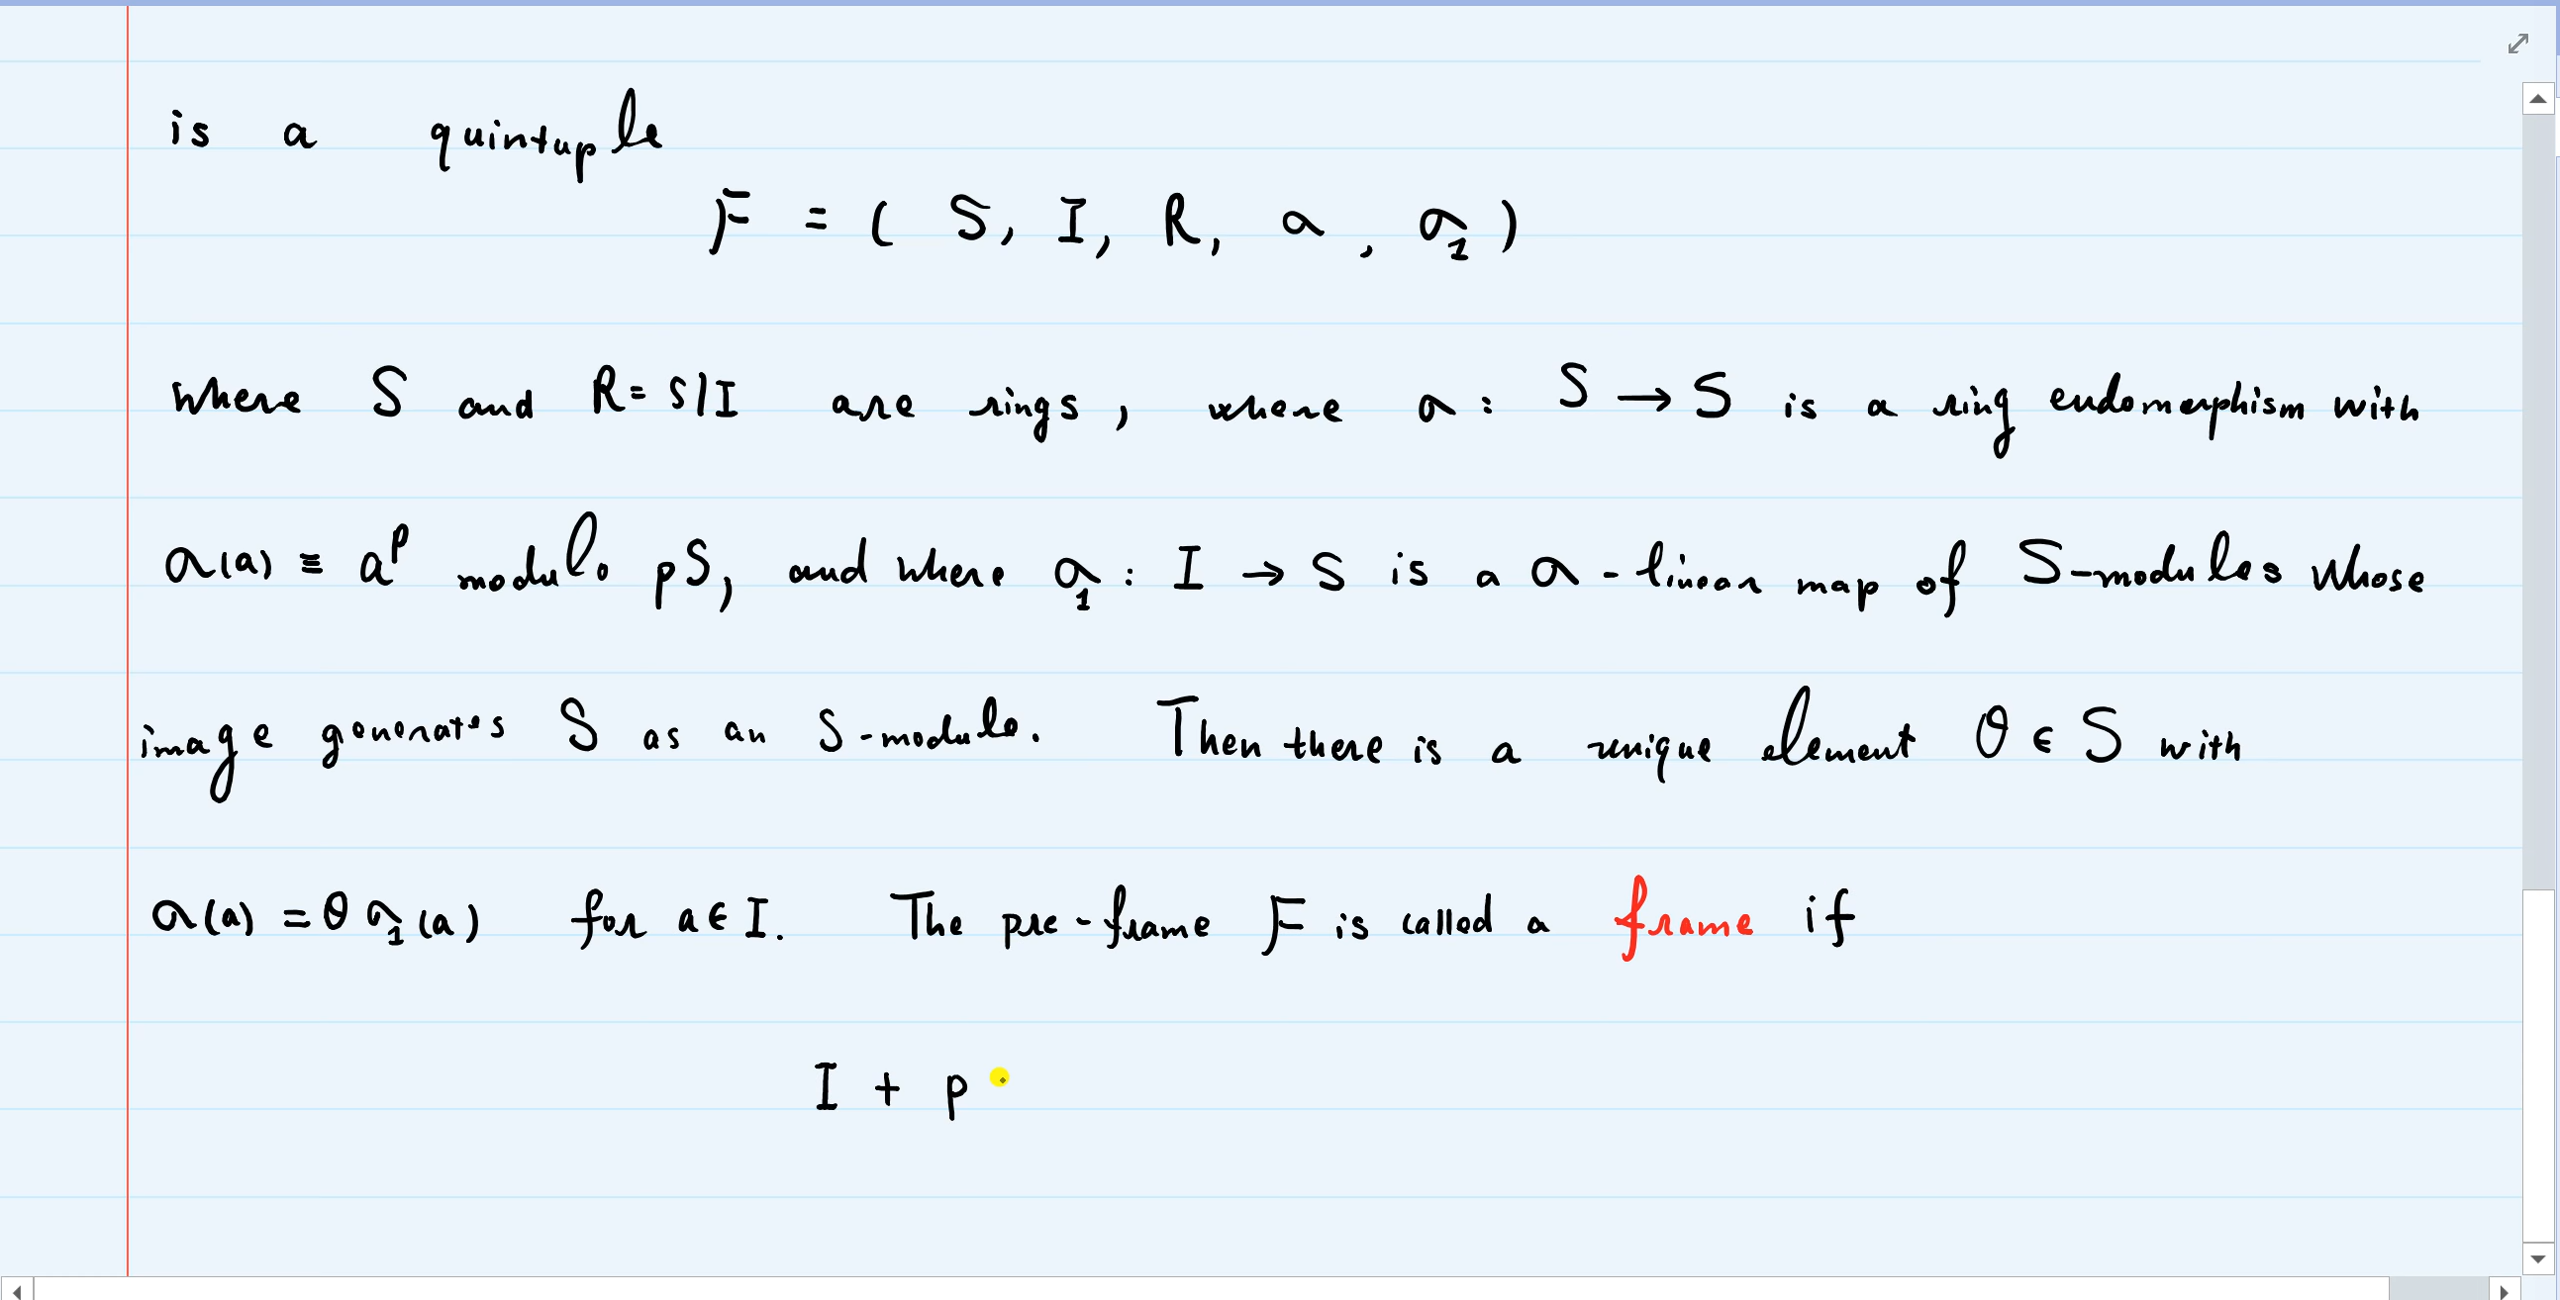 is a quintuple
F = ( S, I, R, σ, σ₁ )
where S and R = S/I are rings, where σ : S → S is a ring endomorphism with
σ(a) ≡ aᵖ modulo pS, and where σ₁ : I → S is a σ-linear map of S-modules whose
image generates S as an S-module. Then there is a unique element θ ∈ S with
σ(a) = θ σ₁(a) for a ∈ I. The pre-frame F is called a frame if
I + p